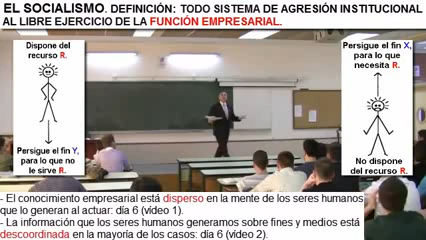 EL SOCIALISMO. DEFINICIÓN: TODO SISTEMA DE AGRESIÓN INSTITUCIONAL
AL LIBRE EJERCICIO DE LA FUNCIÓN EMPRESARIAL.
Dispone del
recurso R.
Persigue el fin Y,
para lo que no
le sirve R.
Persigue el fin X,
para lo que
necesita R.
No dispone
del recurso R.
- El conocimiento empresarial está disperso en la mente de los seres humanos
que lo generan al actuar: día 6 (vídeo 1).
- La información que los seres humanos generamos sobre fines y medios está
descoordinada en la mayoría de los casos: día 6 (vídeo 2).